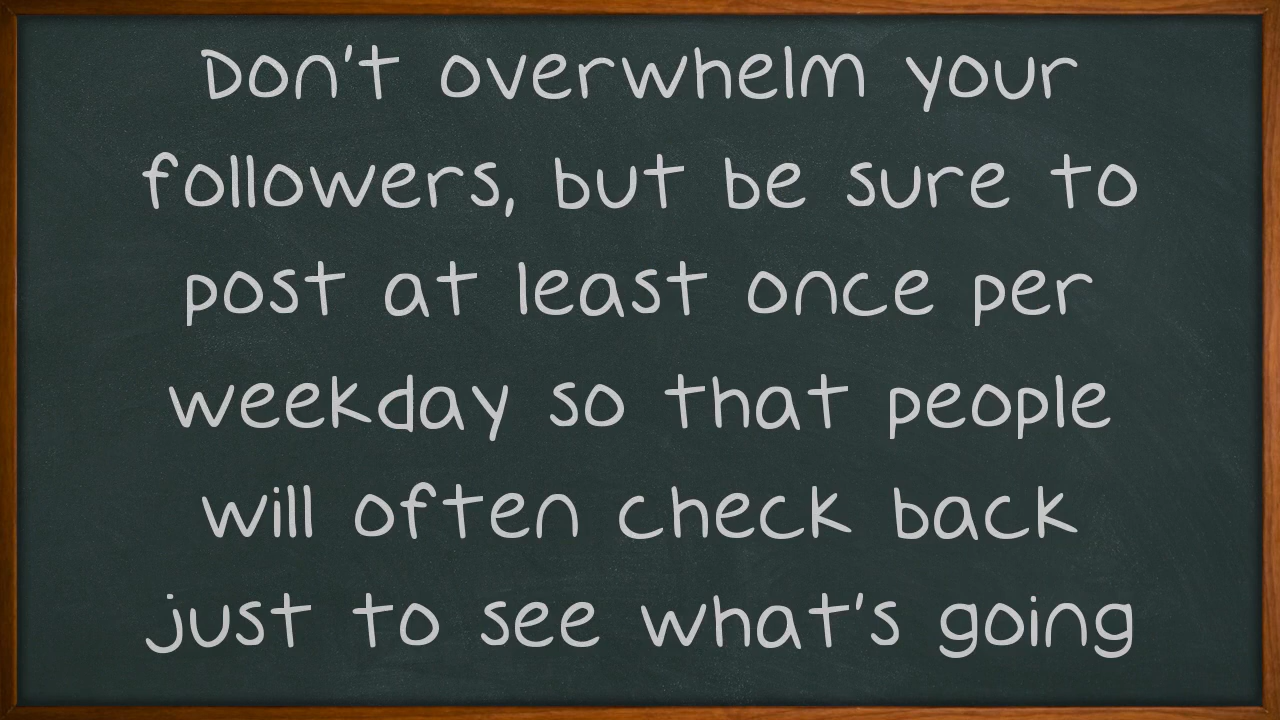 Don't overwhelm your
followers, but be sure to
post at least once per
weekday so that people
will often check back
just to see what's going